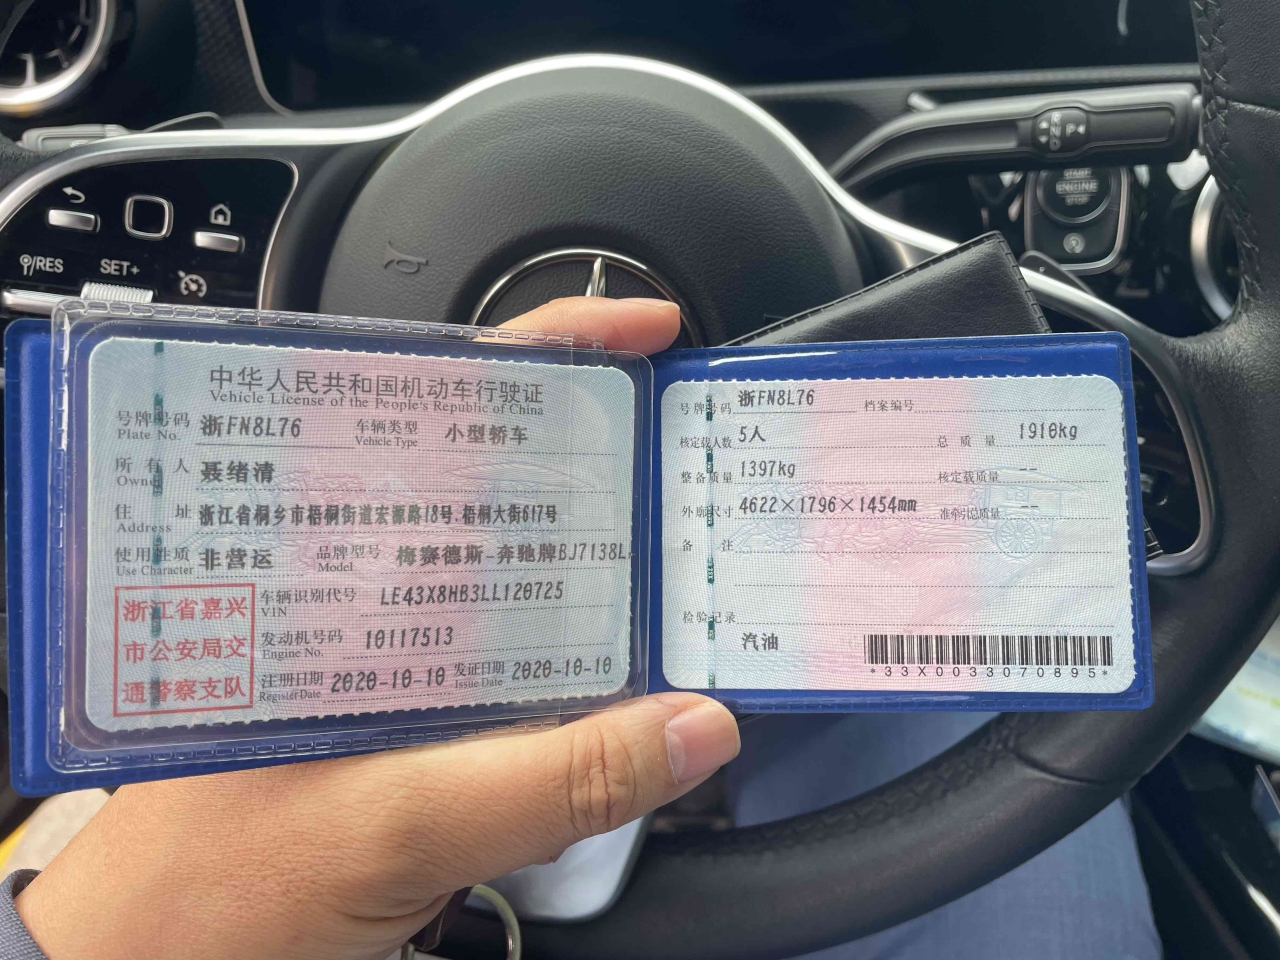 RND P
START
ENGINE
STOP
/RES SET+
中华人民共和国机动车行驶证
Vehicle License of the People's Republic of China
号牌号码 浙FN8L76 车辆类型 小型轿车
Plate No. Vehicle Type
所有人 聂绪清
Owner
住址 浙江省桐乡市梧桐街道宏源路18号.梧桐大街617号
Address
使用性质 非营运 品牌型号 梅赛德斯-奔驰牌BJ7138L
Use Character Model
浙江省嘉兴
市公安局交
通警察支队
车辆识别代号 LE43X8HB3LL120725
VIN
发动机号码 10117513
Engine No.
注册日期 2020-10-10 发证日期 2020-10-10
Register Date Issue Date
号牌号码 浙FN8L76 档案编号
核定载人数 5人 总质量 1910kg
整备质量 1397kg 核定载质量 --
外廓尺寸 4622×1796×1454mm 准牵引总质量 --
备注
检验记录
汽油
*33X0033070895*